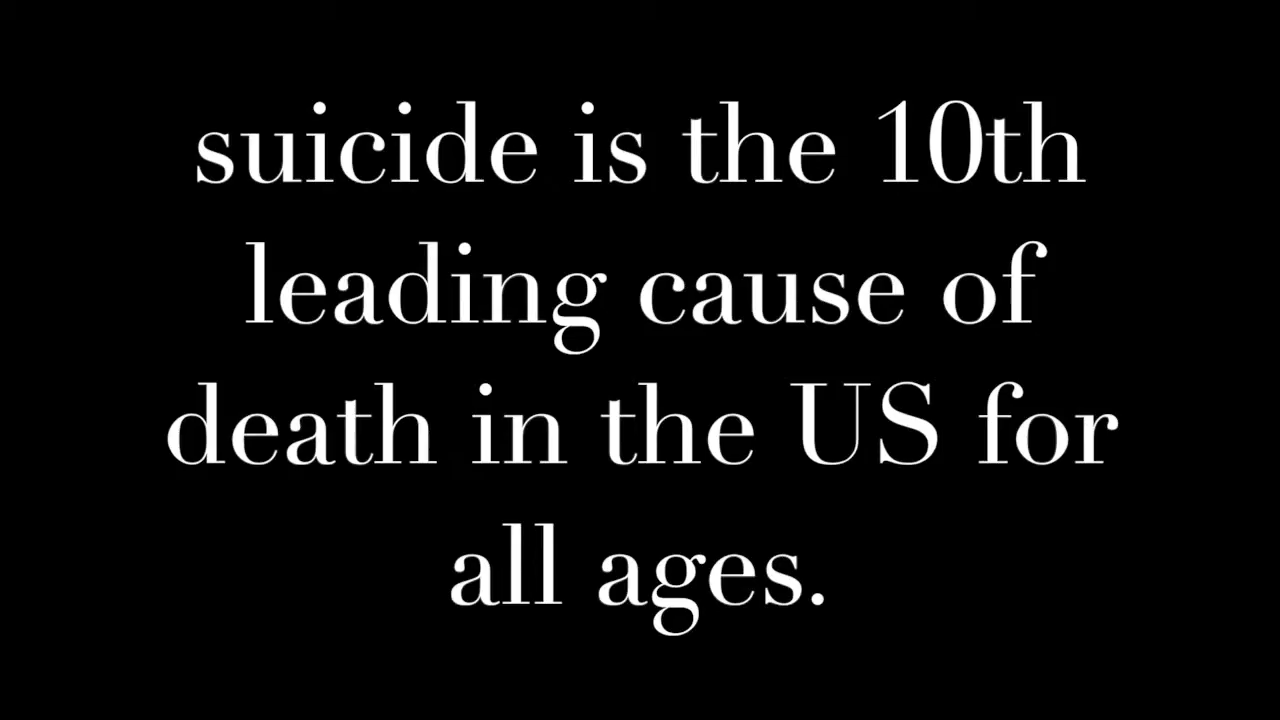 suicide is the 10th
leading cause of
death in the US for
all ages.